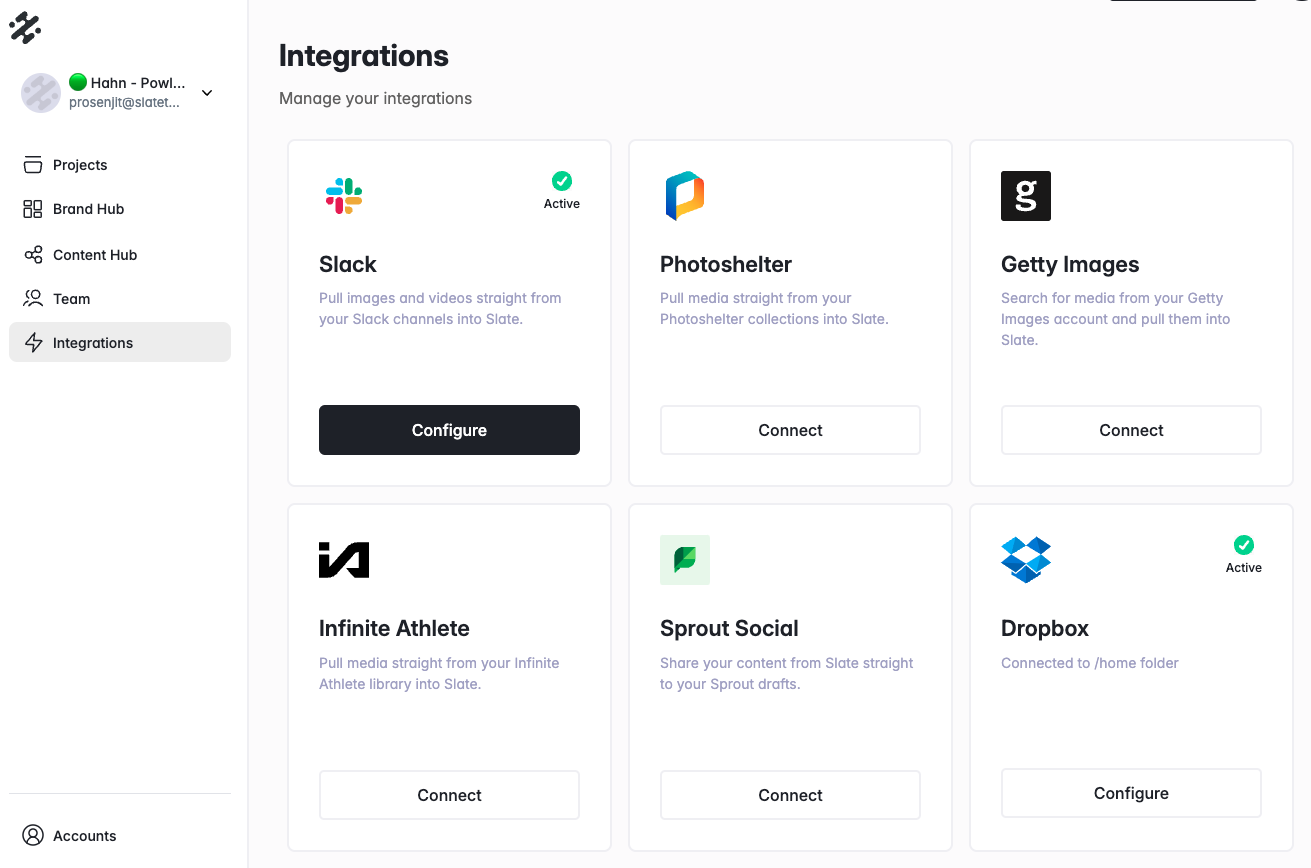 Hahn - Powl...
prosenjit@slatet...
Projects
Brand Hub
Content Hub
Team
Integrations
Accounts
Integrations
Manage your integrations
Active
Slack
Pull images and videos straight from
your Slack channels into Slate.
Configure
Photoshelter
Pull media straight from your
Photoshelter collections into Slate.
Connect
g
Getty Images
Search for media from your Getty
Images account and pull them into
Slate.
Connect
Infinite Athlete
Pull media straight from your Infinite
Athlete library into Slate.
Connect
Sprout Social
Share your content from Slate straight
to your Sprout drafts.
Connect
Active
Dropbox
Connected to /home folder
Configure